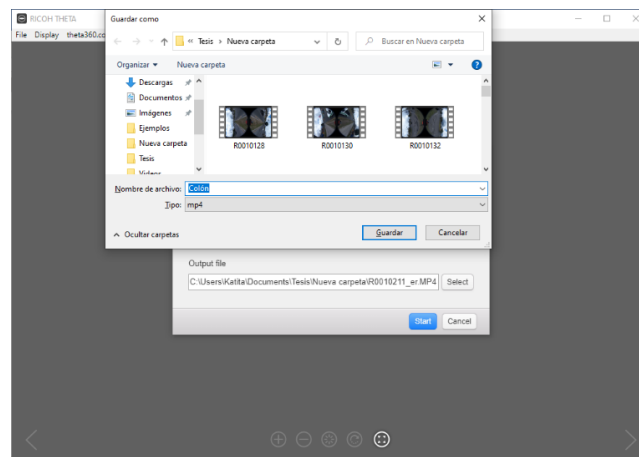 RICOH THETA
File Display theta360.co
Guardar como
« Tesis › Nueva carpeta
Buscar en Nueva carpeta
Organizar
Nueva carpeta
Descargas
Documentos
Imágenes
Ejemplos
Nueva carpeta
Tesis
Videos
R0010128
R0010130
R0010132
Nombre de archivo: Colón
Tipo: mp4
Ocultar carpetas
Guardar
Cancelar
Output file
C:\Users\Katita\Documents\Tesis\Nueva carpeta\R0010211_er.MP4
Select
Start
Cancel